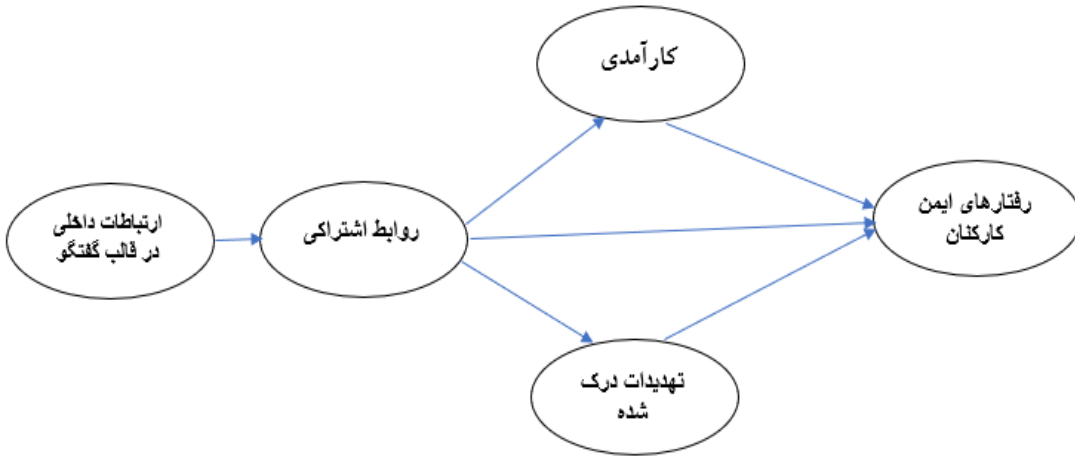 کارآمدی
رفتارهای ایمن
کارکنان
روابط اشتراکی
ارتباطات داخلی
در قالب گفتگو
تهدیدات درک
شده